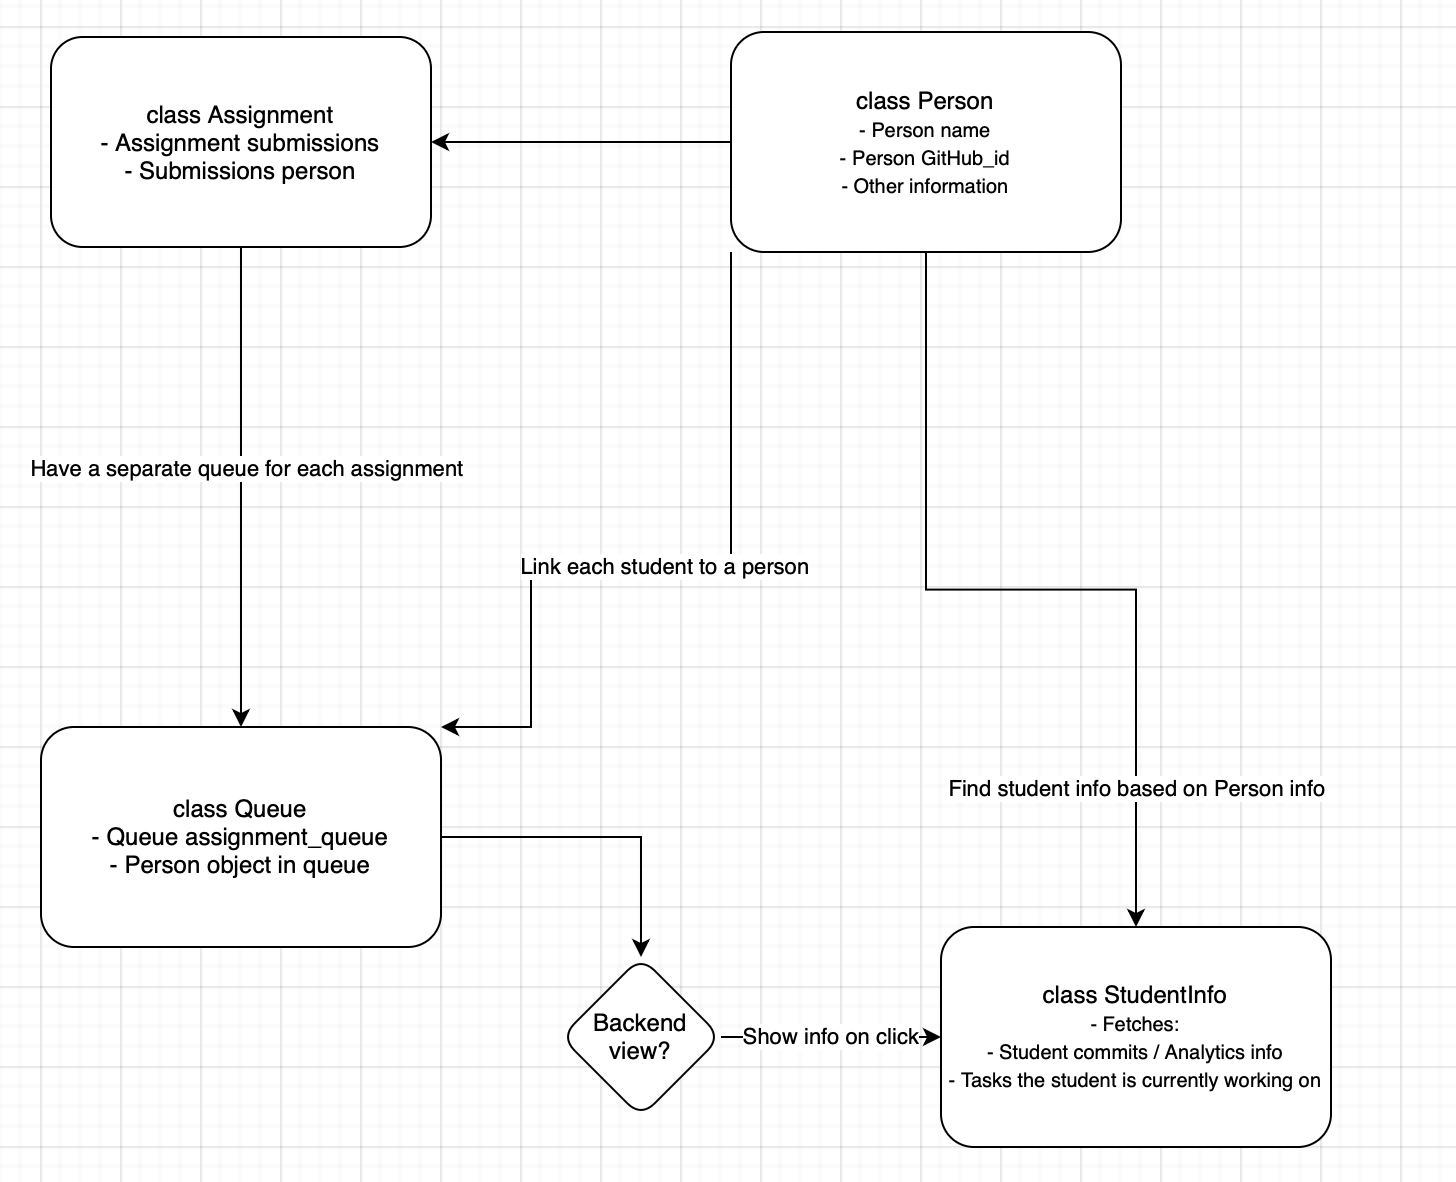 class Assignment
- Assignment submissions
- Submissions person
class Person
- Person name
- Person GitHub_id
- Other information
Have a separate queue for each assignment
Link each student to a person
Find student info based on Person info
class Queue
- Queue assignment_queue
- Person object in queue
Backend
view?
Show info on click
class StudentInfo
- Fetches:
- Student commits / Analytics info
- Tasks the student is currently working on